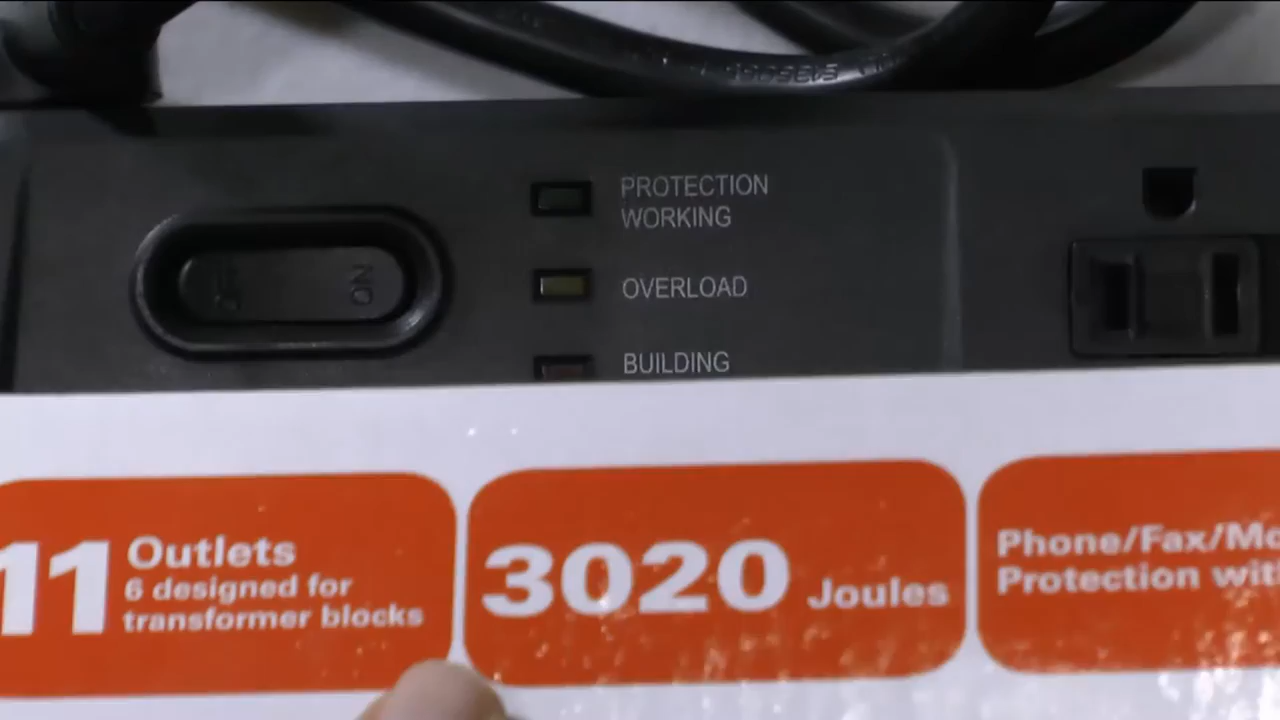 PROTECTION
WORKING
OFF
ON
OVERLOAD
BUILDING
11 Outlets
6 designed for
transformer blocks
3020 Joules
Phone/Fax/Mo
Protection wit